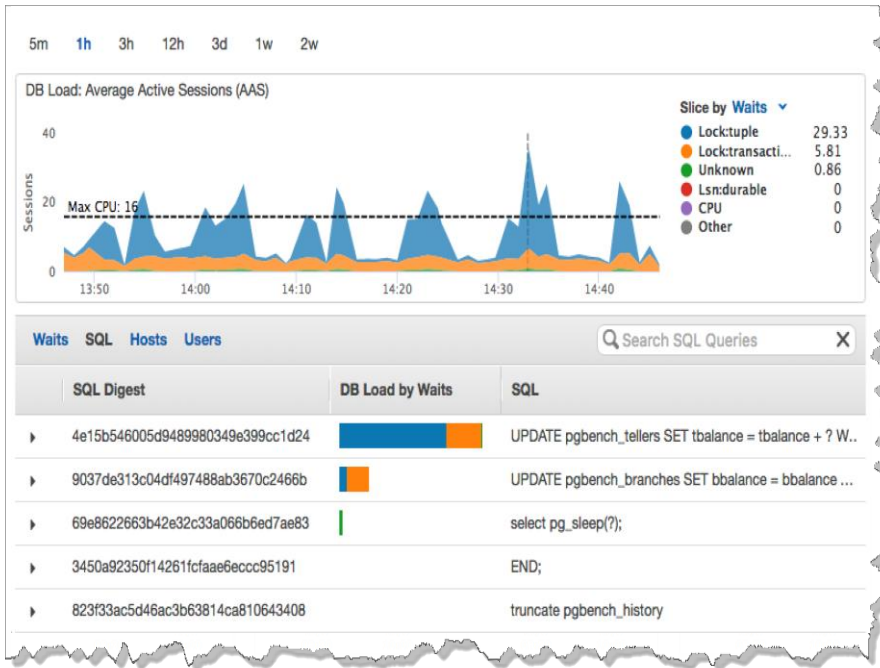 5m 1h 3h 12h 3d 1w 2w
DB Load: Average Active Sessions (AAS)
Slice by Waits
40
20
0
Sessions
Max CPU: 16
13:50 14:00 14:10 14:20 14:30 14:40
Lock:tuple 29.33
Lock:transacti... 5.81
Unknown 0.86
Lsn:durable 0
CPU 0
Other 0
Waits SQL Hosts Users
Search SQL Queries X
SQL Digest DB Load by Waits SQL
4e15b546005d9489980349e399cc1d24 UPDATE pgbench_tellers SET tbalance = tbalance + ? W..
9037de313c04df497488ab3670c2466b UPDATE pgbench_branches SET bbalance = bbalance ...
69e8622663b42e32c33a066b6ed7ae83 select pg_sleep(?);
3450a92350f14261fcfaae6eccc95191 END;
823f33ac5d46ac3b63814ca810643408 truncate pgbench_history